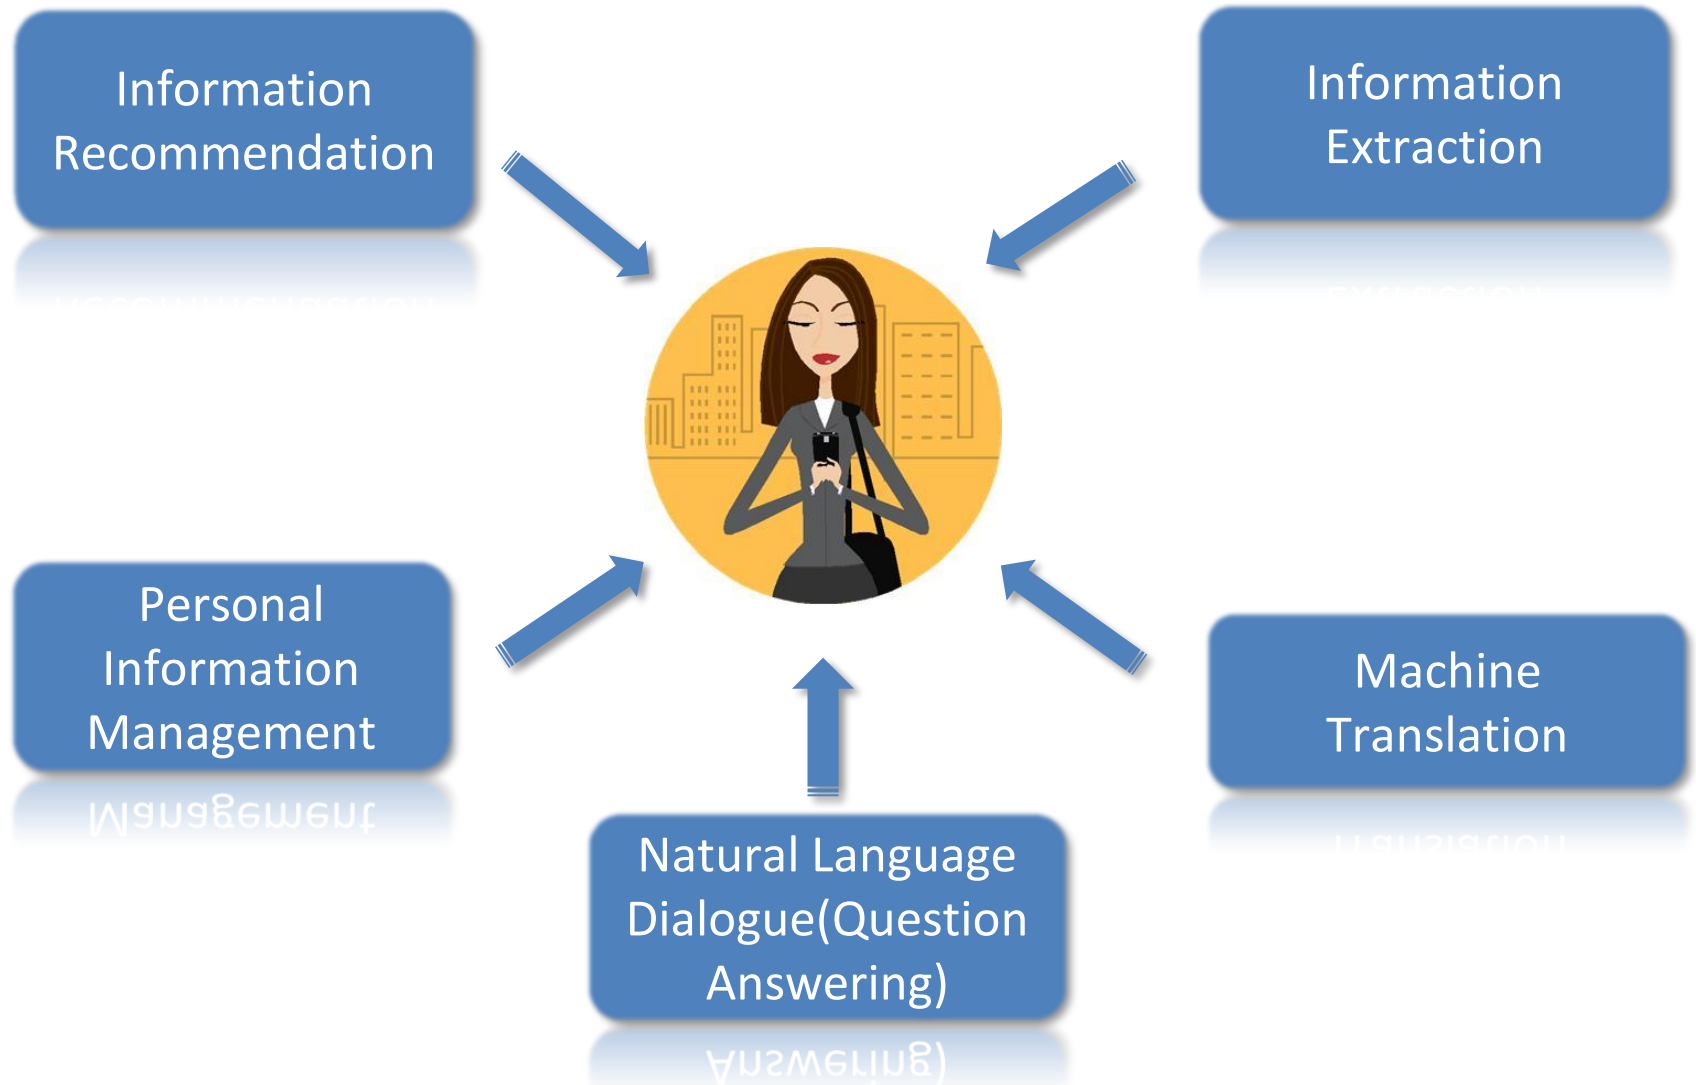 Information
Recommendation
Information
Extraction
Personal
Information
Management
Machine
Translation
Natural Language
Dialogue(Question
Answering)